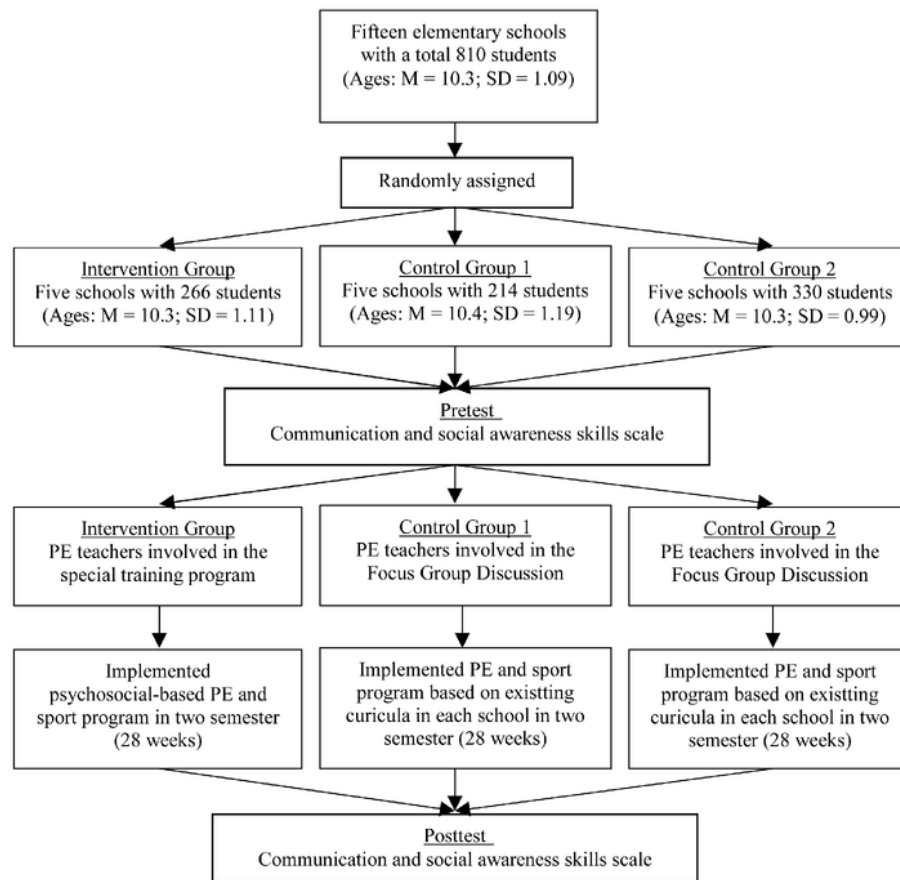 Fifteen elementary schools
with a total 810 students
(Ages: M = 10.3; SD = 1.09)
Randomly assigned
Intervention Group
Five schools with 266 students
(Ages: M = 10.3; SD = 1.11)
Control Group 1
Five schools with 214 students
(Ages: M = 10.4; SD = 1.19)
Control Group 2
Five schools with 330 students
(Ages: M = 10.3; SD = 0.99)
Pretest
Communication and social awareness skills scale
Intervention Group
PE teachers involved in the
special training program
Control Group 1
PE teachers involved in the
Focus Group Discussion
Control Group 2
PE teachers involved in the
Focus Group Discussion
Implemented
psychosocial-based PE and
sport program in two semester
(28 weeks)
Implemented PE and sport
program based on existting
curicula in each school in two
semester (28 weeks)
Implemented PE and sport
program based on existting
curicula in each school in two
semester (28 weeks)
Posttest
Communication and social awareness skills scale